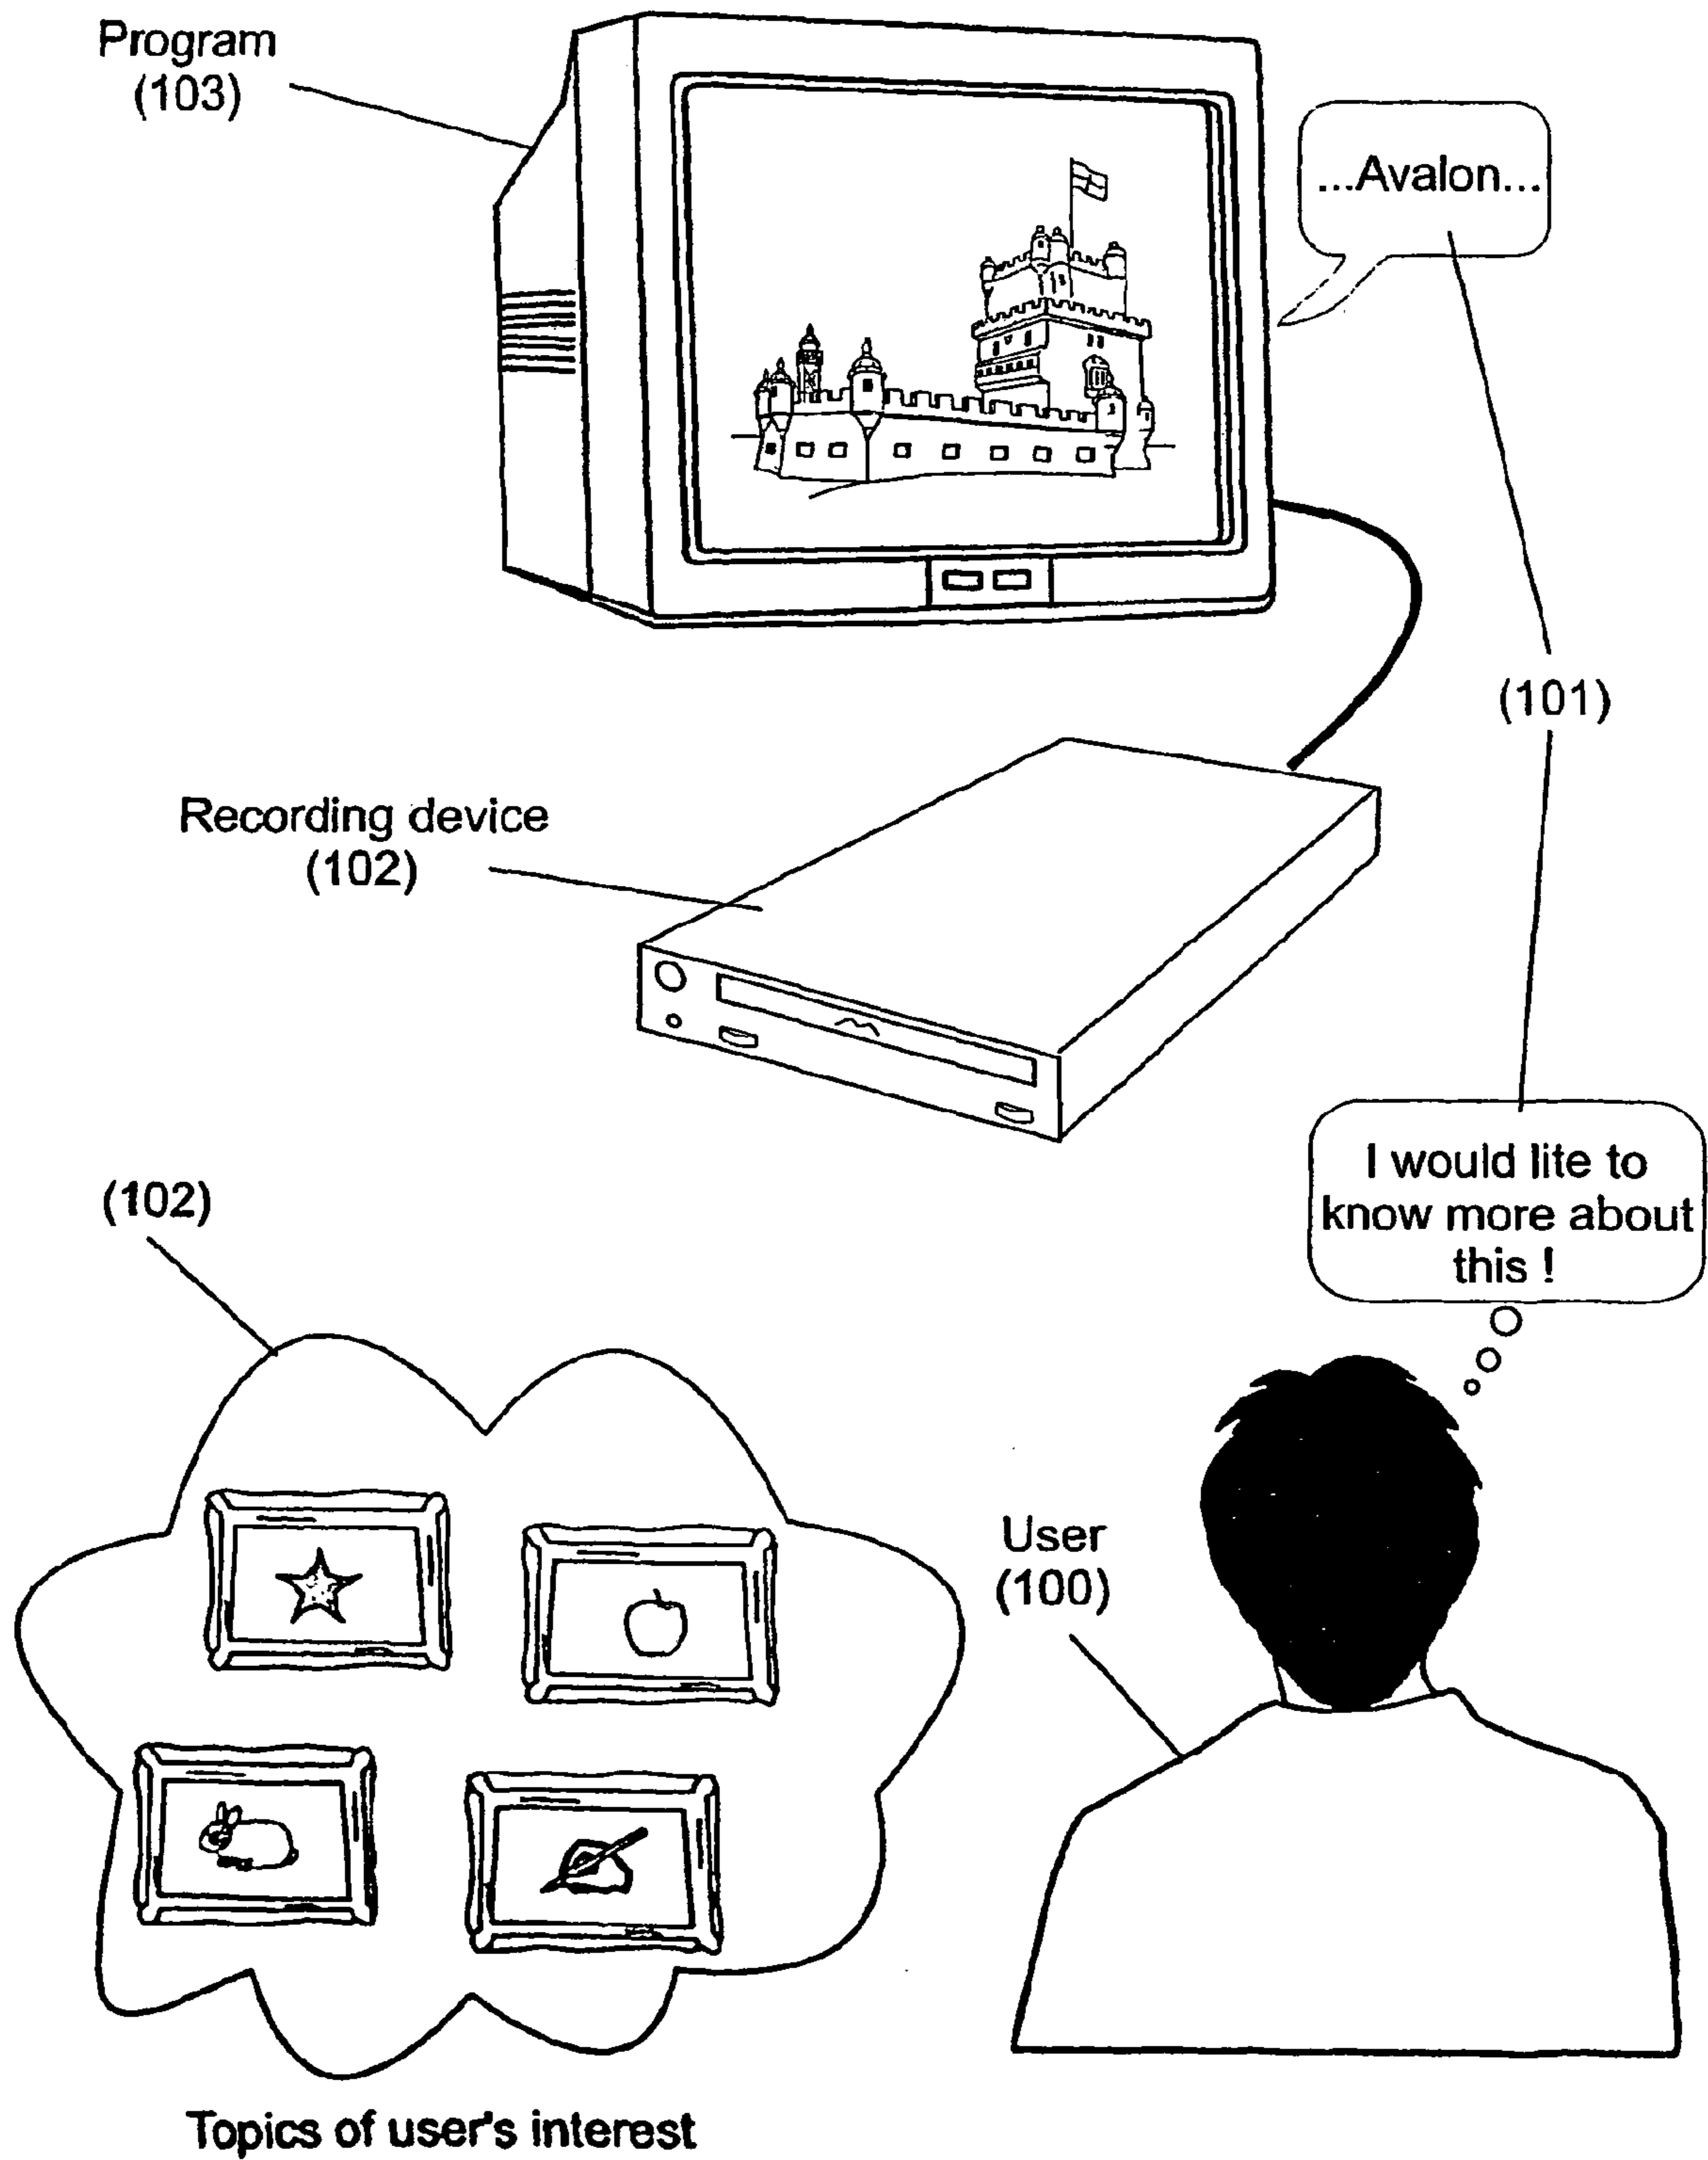 Program
(103)
...Avalon...
(101)
Recording device
(102)
(102)
I would lite to
know more about
this !
User
(100)
Topics of user's interest